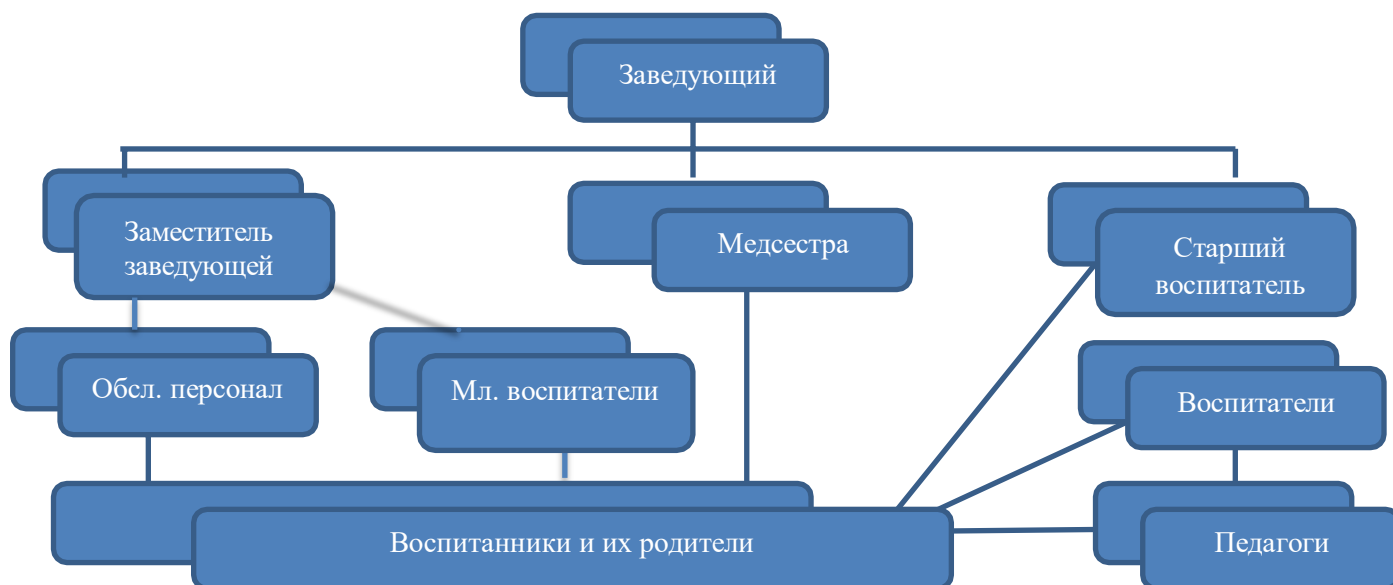 Заведующий
Заместитель
заведующей
Медсестра
Старший
воспитатель
Обсл. персонал
Мл. воспитатели
Воспитатели
Воспитанники и их родители
Педагоги